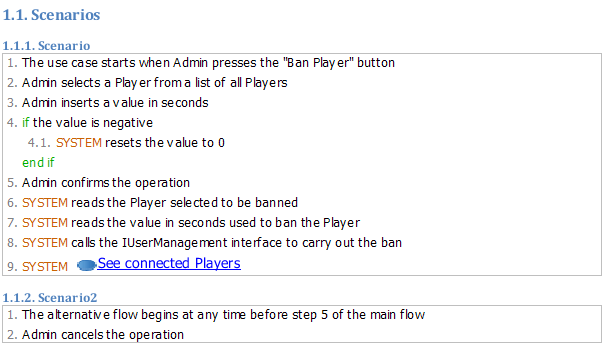 1.1. Scenarios
1.1.1. Scenario
1. The use case starts when Admin presses the "Ban Player" button
2. Admin selects a Player from a list of all Players
3. Admin inserts a value in seconds
4. if the value is negative
4.1. SYSTEM resets the value to 0
end if
5. Admin confirms the operation
6. SYSTEM reads the Player selected to be banned
7. SYSTEM reads the value in seconds used to ban the Player
8. SYSTEM calls the IUserManagement interface to carry out the ban
9. SYSTEM See connected Players
1.1.2. Scenario2
1. The alternative flow begins at any time before step 5 of the main flow
2. Admin cancels the operation